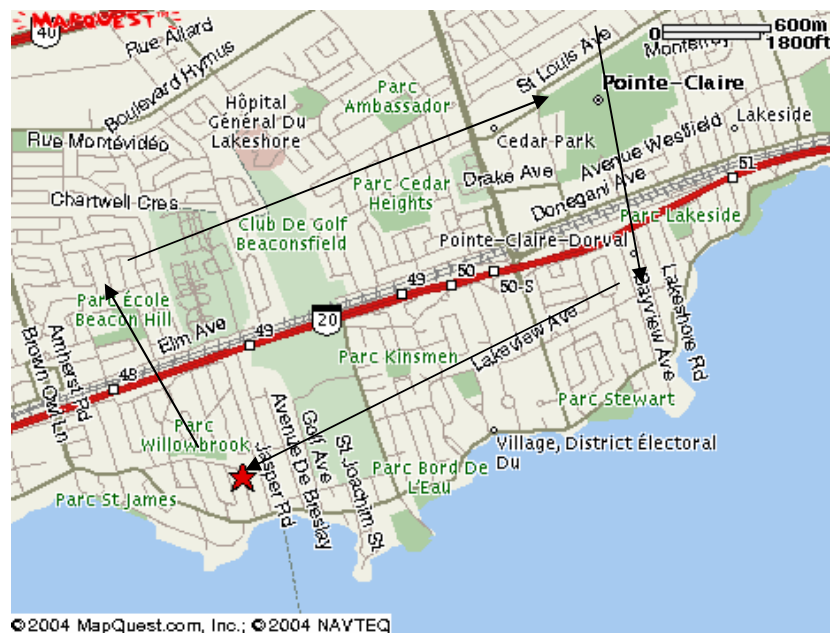 MAPQUEST
40
Rue Allard
Boulevard Hymus
0 600m
1800ft
St Louis Ave
Monterray
Pointe-Claire
Hôpital
Général Du
Lakeshore
Parc
Ambassador
Rue Montévidéo
Cedar Park
Avenue Westfield
Lakeside
Drake Ave
Donegani Ave
51
Chartwell Cres
Parc Cedar
Heights
Club De Golf
Beaconsfield
Parc Lakeside
Pointe-Claire-Dorval
49
50
50-S
Parc École
Beacon Hill
20
Elm Ave
49
Bayview Ave
Lakeshore Rd
Lakeview Ave
Amherst Rd
Brown Owl Ln
48
Parc Kinsmen
Parc Stewart
Parc
Willowbrook
Jasper Rd
Avenue De Breslay
Golf Ave
St Joachim St
Village, District Électoral
Du
Parc Bord De
L'Eau
Parc St James
©2004 MapQuest.com, Inc.; ©2004 NAVTEQ